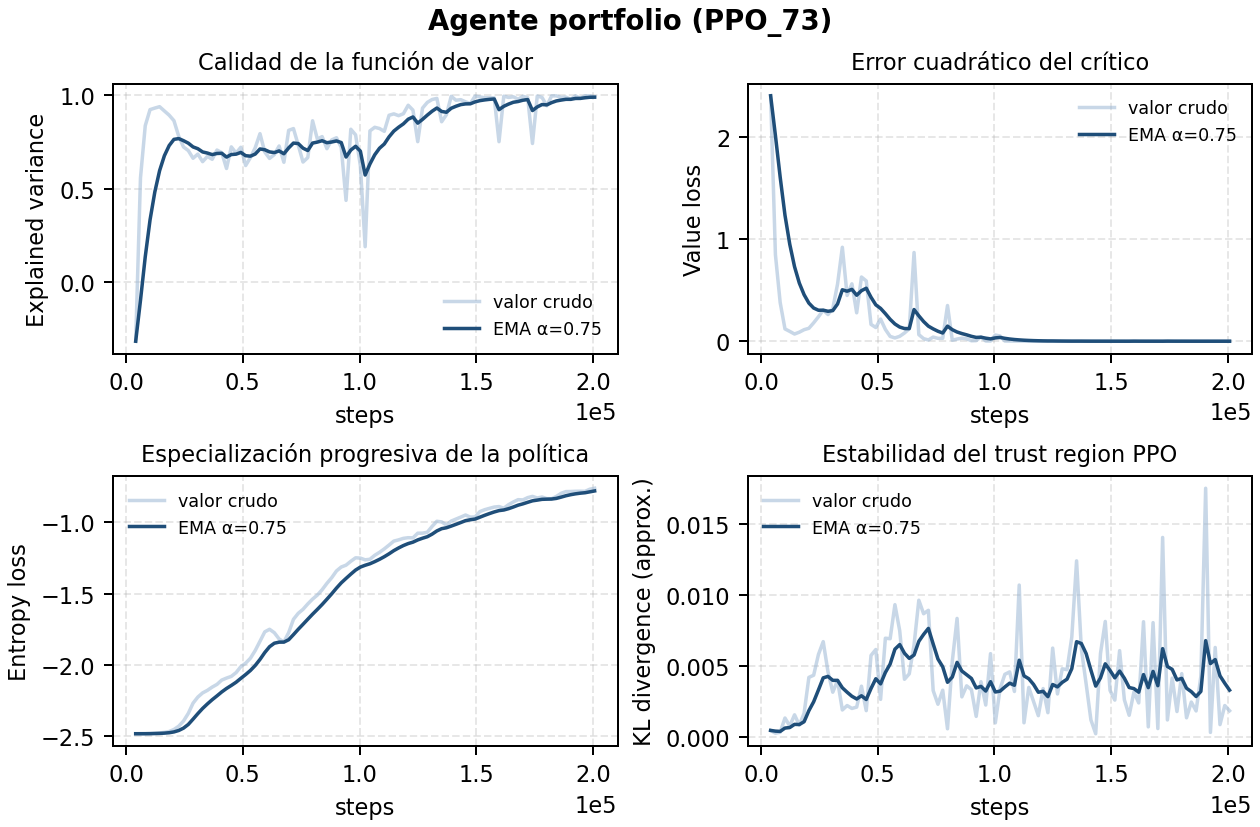 Agente portfolio (PPO_73)
Calidad de la función de valor
Explained variance
1.0
0.5
0.0
valor crudo
EMA α=0.75
0.0 0.5 1.0 1.5 2.0
1e5
steps
Error cuadrático del crítico
Value loss
2
1
0
valor crudo
EMA α=0.75
0.0 0.5 1.0 1.5 2.0
1e5
steps
Especialización progresiva de la política
Entropy loss
−1.0
−1.5
−2.0
−2.5
valor crudo
EMA α=0.75
0.0 0.5 1.0 1.5 2.0
1e5
steps
Estabilidad del trust region PPO
KL divergence (approx.)
0.015
0.010
0.005
0.000
valor crudo
EMA α=0.75
0.0 0.5 1.0 1.5 2.0
1e5
steps